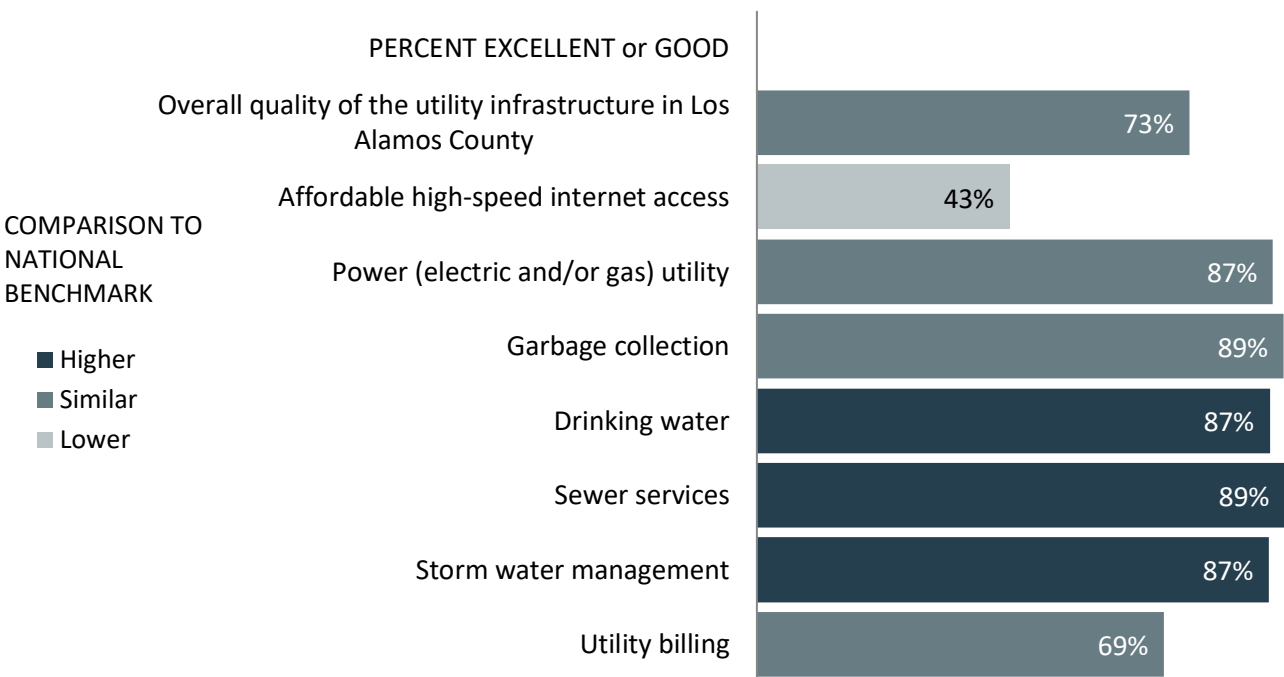 PERCENT EXCELLENT or GOOD
Overall quality of the utility infrastructure in Los
Alamos County
73%
Affordable high-speed internet access
43%
Power (electric and/or gas) utility
87%
Garbage collection
89%
Drinking water
87%
Sewer services
89%
Storm water management
87%
Utility billing
69%
COMPARISON TO
NATIONAL
BENCHMARK
Higher
Similar
Lower